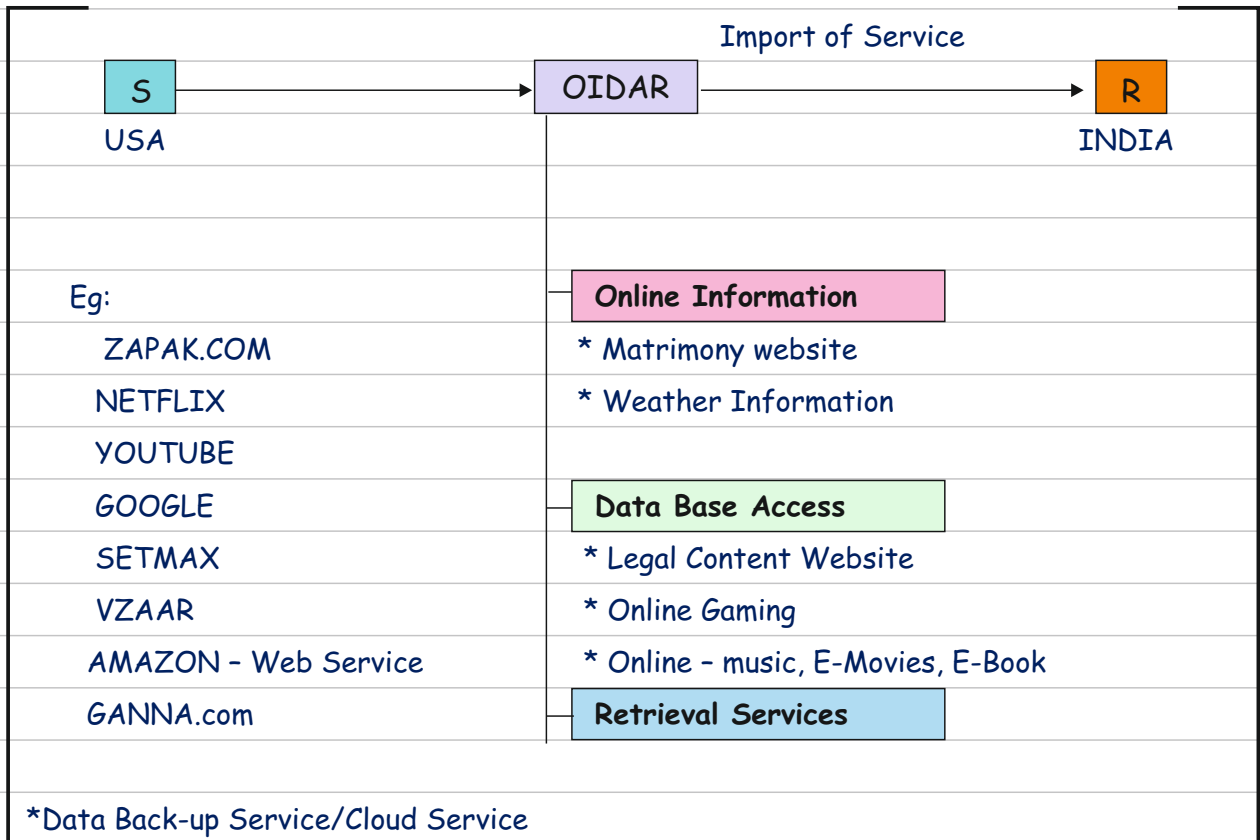 Import of Service
S OIDAR R
USA INDIA
Eg: Online Information
ZAPAK.COM * Matrimony website
NETFLIX * Weather Information
YOUTUBE
GOOGLE Data Base Access
SETMAX * Legal Content Website
VZAAR * Online Gaming
AMAZON – Web Service * Online – music, E-Movies, E-Book
GANNA.com Retrieval Services
*Data Back-up Service/Cloud Service